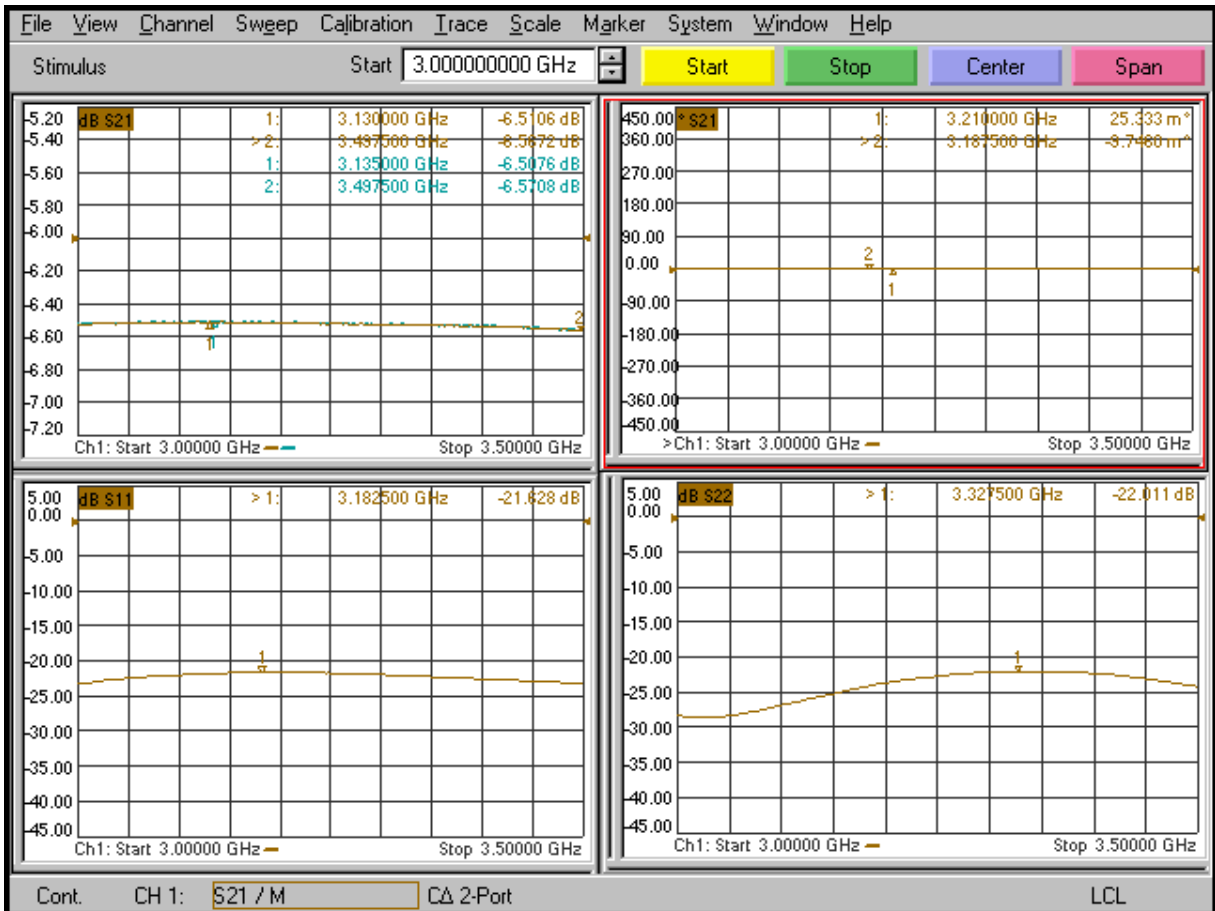 File View Channel Sweep Calibration Trace Scale Marker System Window Help
Stimulus Start 3.000000000 GHz Start Stop Center Span
dB S21
1: 3.130000 GHz -6.5106 dB
> 2: 3.497500 GHz -6.5672 dB
1: 3.135000 GHz -6.5076 dB
2: 3.497500 GHz -6.5708 dB
-5.20
-5.40
-5.60
-5.80
-6.00
-6.20
-6.40
-6.60
-6.80
-7.00
-7.20
2
1
Ch1: Start 3.00000 GHz Stop 3.50000 GHz
° S21
1: 3.210000 GHz 25.333 m°
> 2: 3.187500 GHz -9.7480 m°
450.00
360.00
270.00
180.00
90.00
0.00
-90.00
-180.00
-270.00
-360.00
-450.00
2
1
>Ch1: Start 3.00000 GHz Stop 3.50000 GHz
dB S11
> 1: 3.182500 GHz -21.628 dB
5.00
0.00
-5.00
-10.00
-15.00
-20.00
-25.00
-30.00
-35.00
-40.00
-45.00
1
Ch1: Start 3.00000 GHz Stop 3.50000 GHz
dB S22
> 1: 3.327500 GHz -22.011 dB
5.00
0.00
-5.00
-10.00
-15.00
-20.00
-25.00
-30.00
-35.00
-40.00
-45.00
1
Ch1: Start 3.00000 GHz Stop 3.50000 GHz
Cont. CH 1: S21 / M CΔ 2-Port LCL